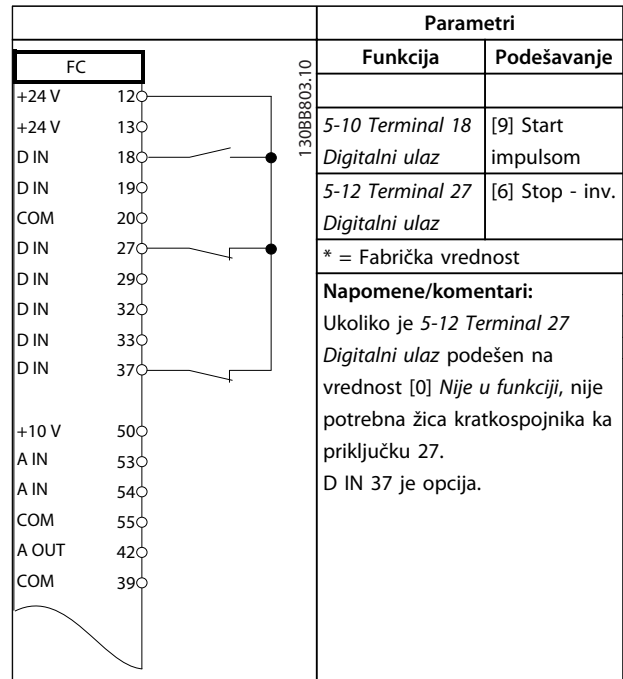 FC
+24 V 12
+24 V 13
D IN 18
D IN 19
COM 20
D IN 27
D IN 29
D IN 32
D IN 33
D IN 37
+10 V 50
A IN 53
A IN 54
COM 55
A OUT 42
COM 39
130BB803.10
Parametri
Funkcija Podešavanje
5-10 Terminal 18 [9] Start
Digitalni ulaz impulsom
5-12 Terminal 27 [6] Stop - inv.
Digitalni ulaz
* = Fabrička vrednost
Napomene/komentari:
Ukoliko je 5-12 Terminal 27
Digitalni ulaz podešen na
vrednost [0] Nije u funkciji, nije
potrebna žica kratkospojnika ka
priključku 27.
D IN 37 je opcija.